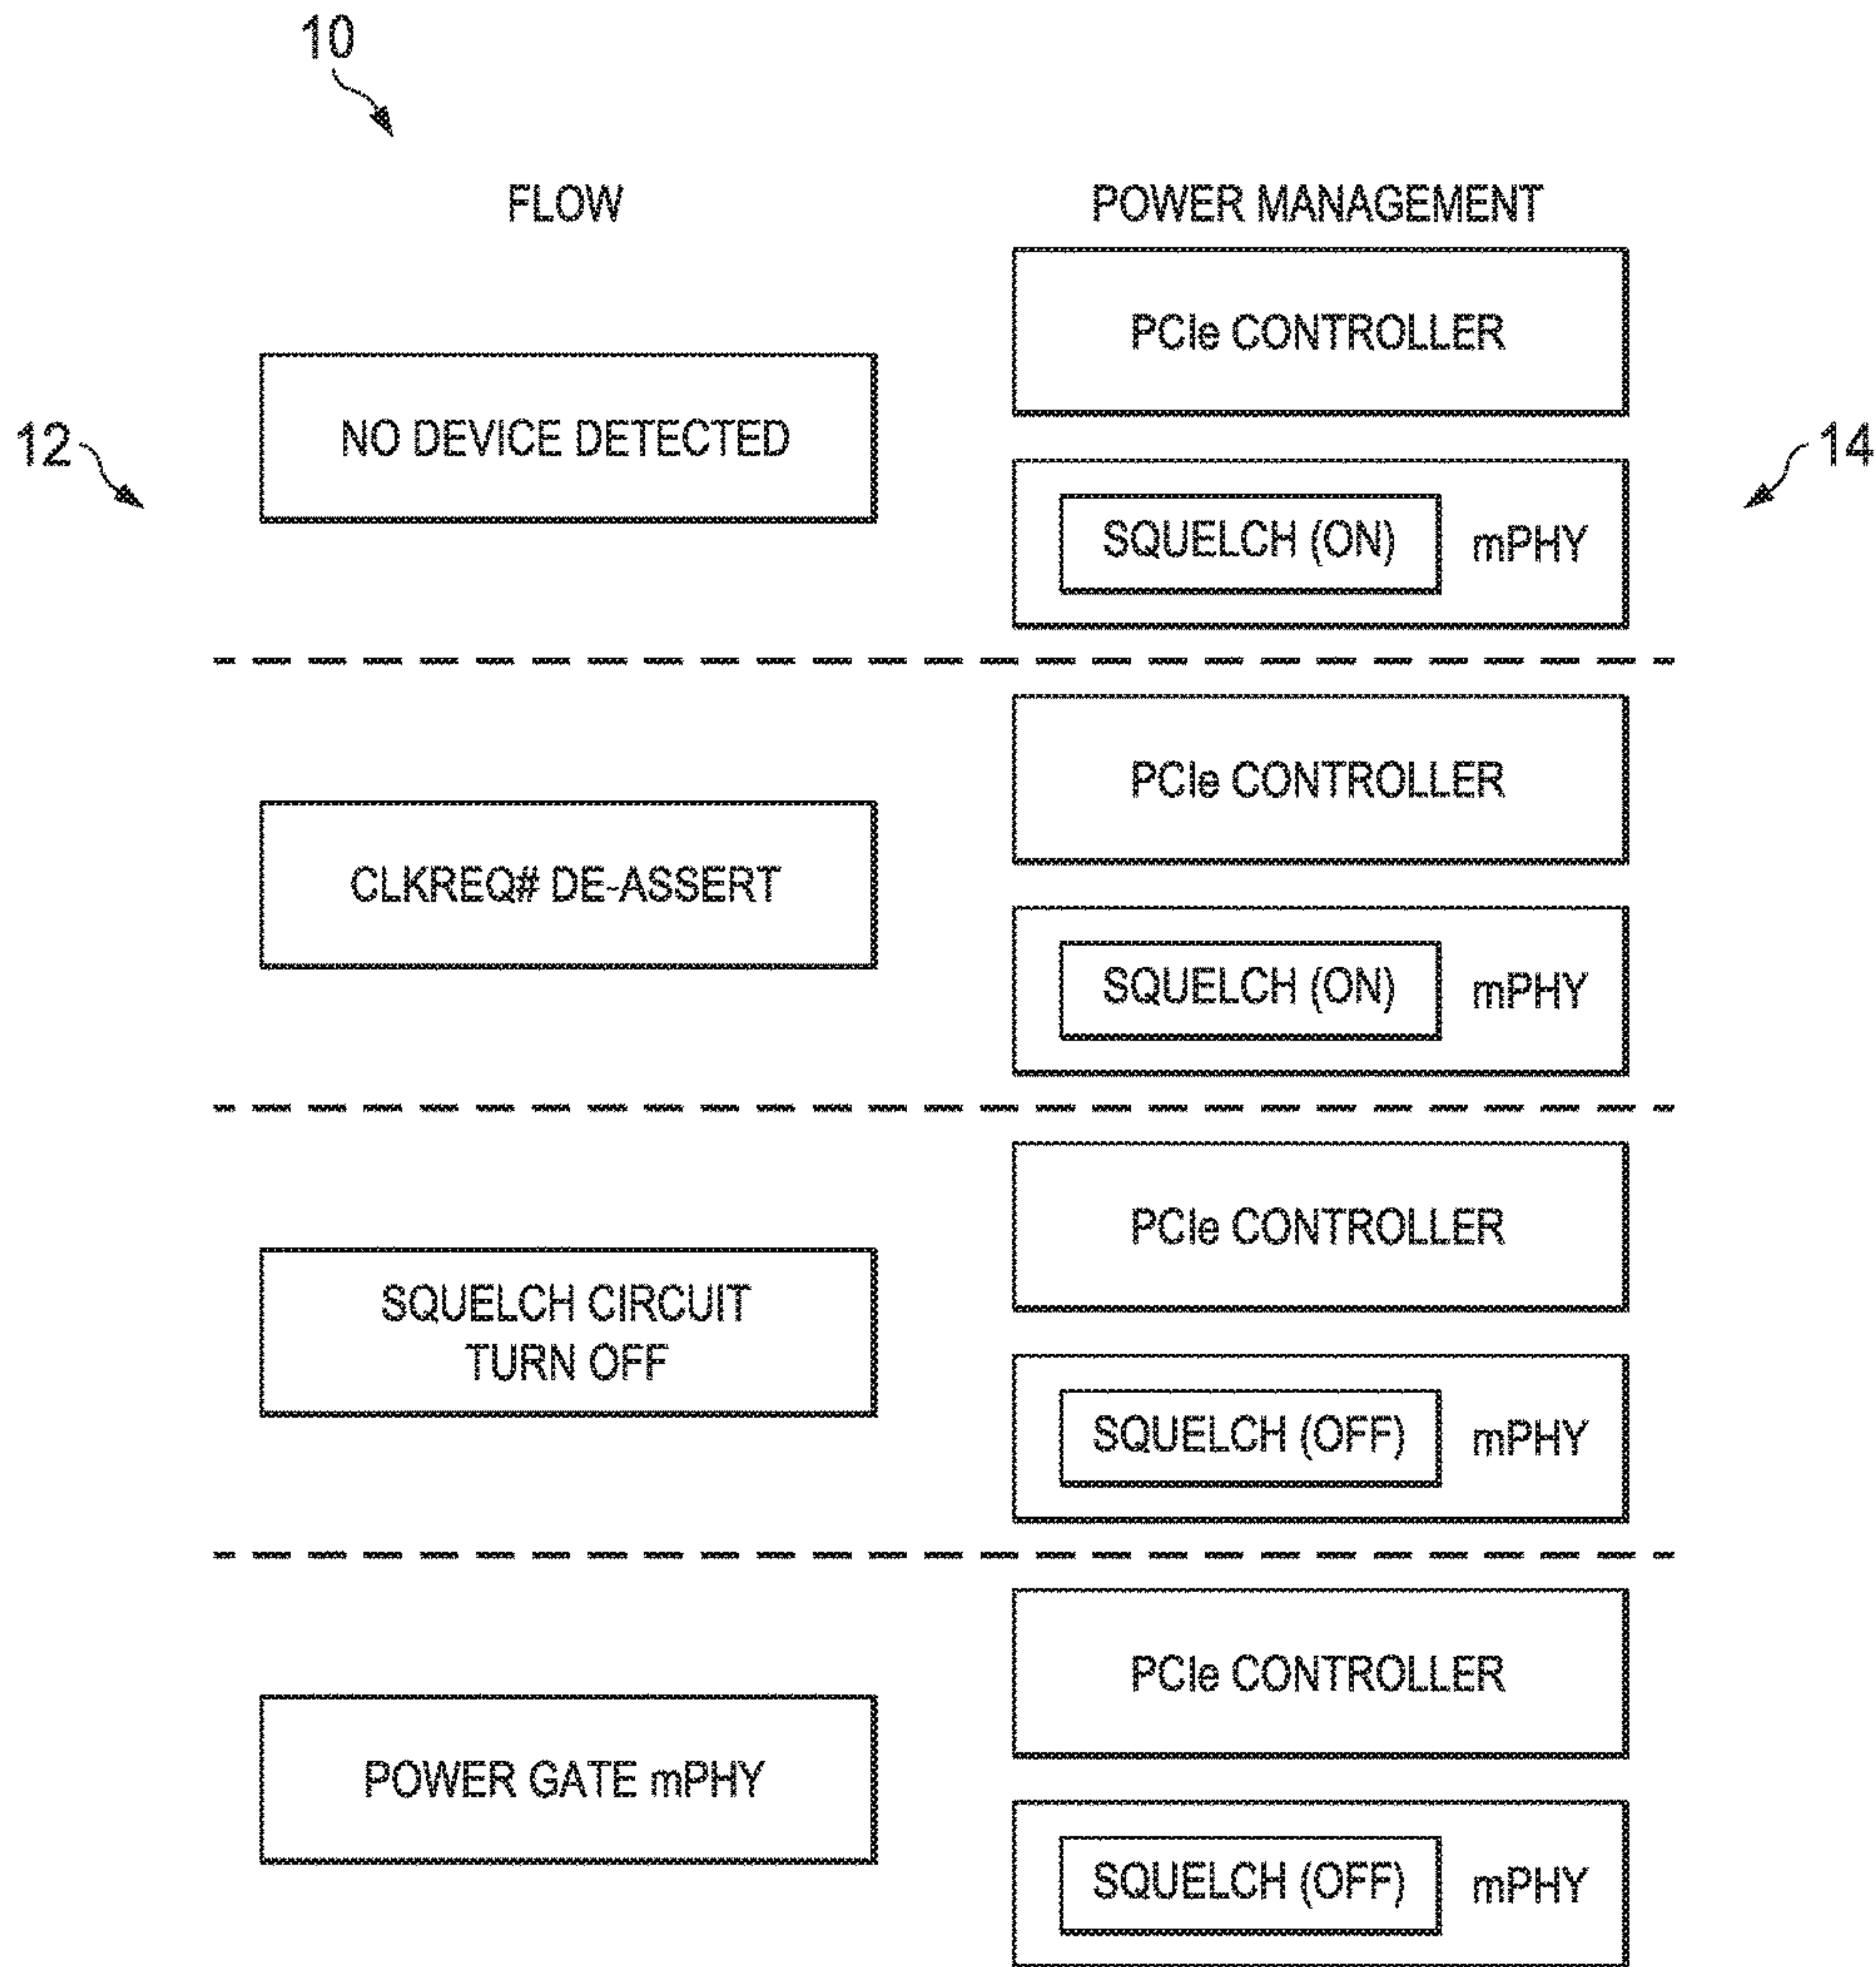 10
FLOW
POWER MANAGEMENT
PCIe CONTROLLER
NO DEVICE DETECTED
12
14
SQUELCH (ON)
mPHY
PCIe CONTROLLER
CLKREQ# DE-ASSERT
SQUELCH (ON)
mPHY
PCIe CONTROLLER
SQUELCH CIRCUIT
TURN OFF
SQUELCH (OFF)
mPHY
PCIe CONTROLLER
POWER GATE mPHY
SQUELCH (OFF)
mPHY